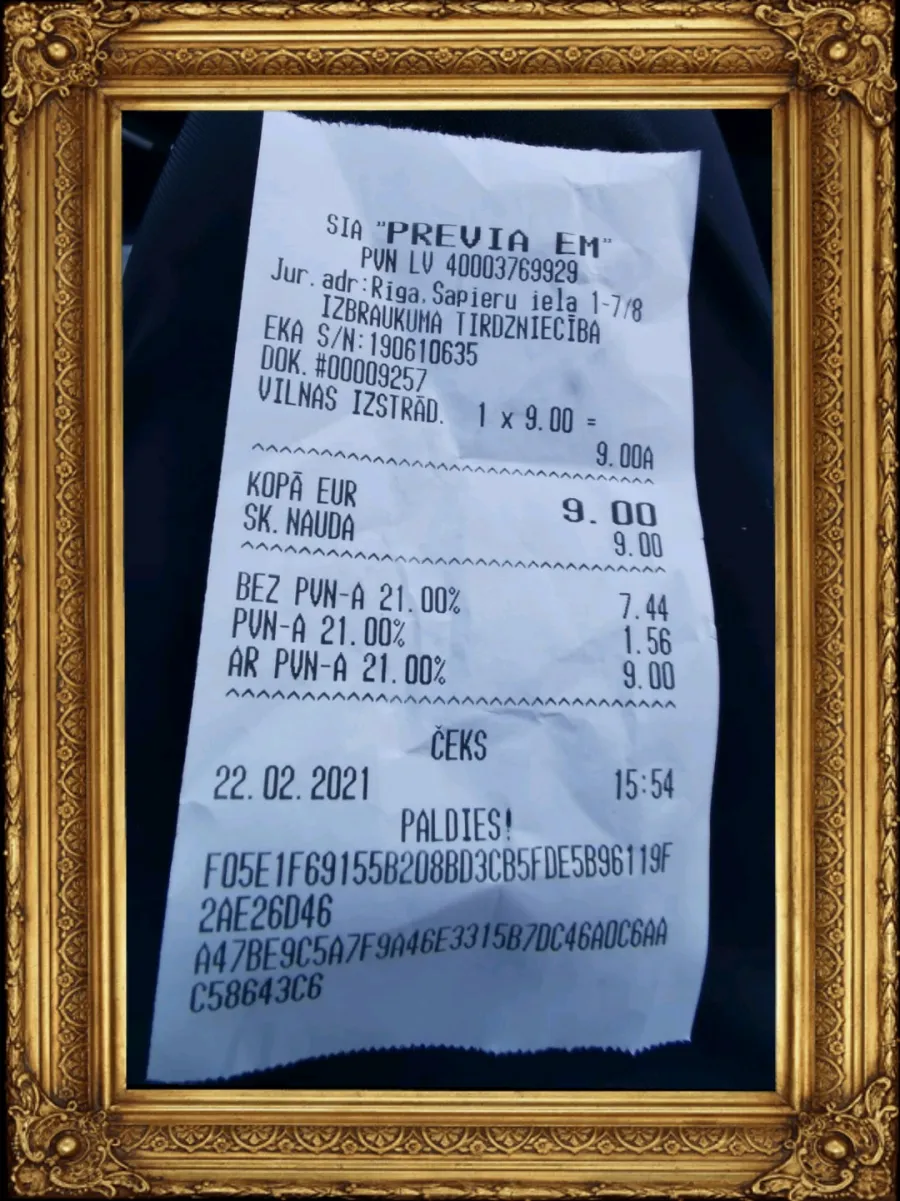 SIA "PREVIA EM"
PVN LV 40003769929
Jur. adr:Riga, Sapieru iela 1-7/8
IZBRAUKUMA TIRDZNIECĪBA
EKA S/N:190610635
DOK. #00009257
VILNAS IZSTRĀD. 1 x 9.00 =
9.00A
^^^^^^^^^^^^^^^^^^^^^^^^^^^^^^^^^^^
KOPĀ EUR 9.00
SK. NAUDA 9.00
^^^^^^^^^^^^^^^^^^^^^^^^^^^^^^^^^^^
BEZ PVN-A 21.00% 7.44
PVN-A 21.00% 1.56
AR PVN-A 21.00% 9.00
^^^^^^^^^^^^^^^^^^^^^^^^^^^^^^^^^^^
ČEKS
22.02.2021 15:54
PALDIES!
F05E1F69155B208BD3CB5FDE5B96119F
2AE26D46
A47BE9C5A7F9A46E3315B7DC46A0C6AA
C58643C6